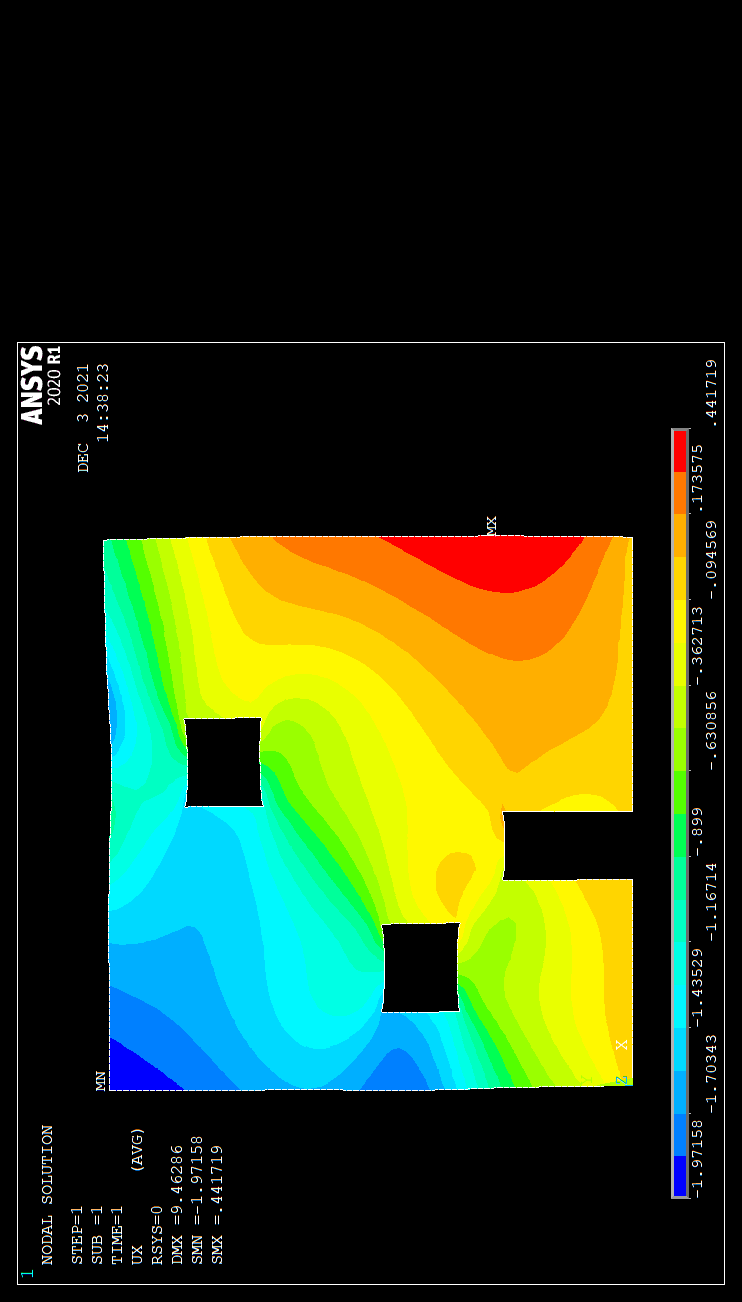 1
NODAL SOLUTION
STEP=1
SUB =1
TIME=1
UX (AVG)
RSYS=0
DMX =9.46286
SMN =-1.97158
SMX =.441719
ANSYS
2020 R1
DEC 3 2021
14:38:23
MN
MX
X
Z
-1.97158
-1.70343
-1.43529
-1.16714
-.899
-.630856
-.362713
-.094569
.173575
.441719